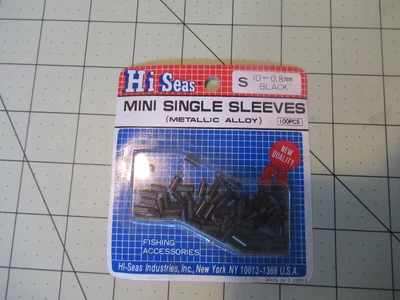 Hi Seas
S ID=0.8mm
BLACK
MINI SINGLE SLEEVES
(METALLIC ALLOY) 100PCS
NEW
QUALITY
FISHING
ACCESSORIES
HI-SEAS Industries, Inc., New York NY 10013-1388 U.S.A.